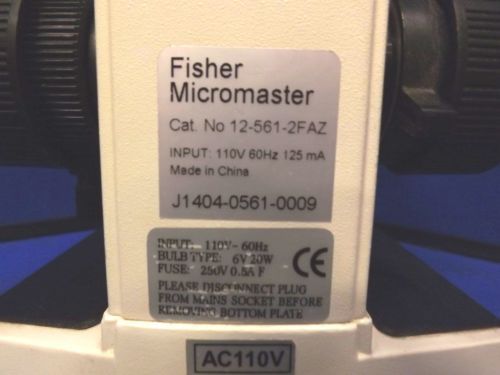 Fisher
Micromaster
Cat. No 12-561-2FAZ
INPUT: 110V 60Hz 125 mA
Made in China
J1404-0561-0009
INPUT: 110V~60Hz
BULB TYPE: 6V 20W
FUSE: 250V 0.5A F
CE
PLEASE DISCONNECT PLUG
FROM MAINS SOCKET BEFORE
REMOVING BOTTOM PLATE
AC110V